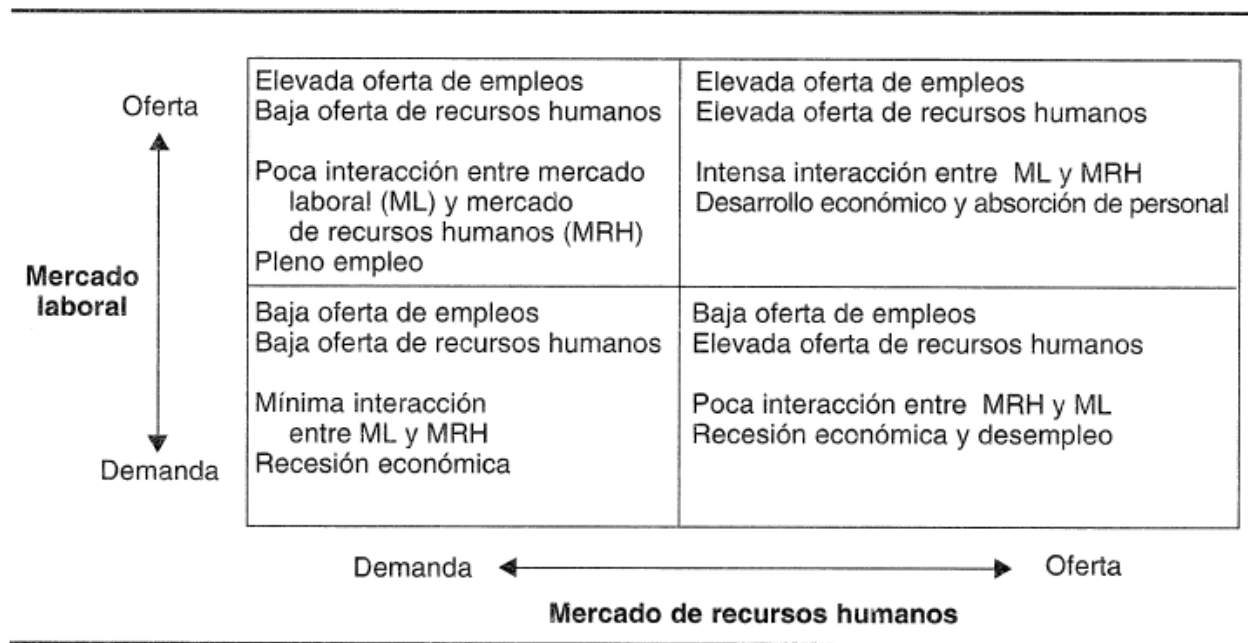 Oferta
Mercado
laboral
Demanda
Elevada oferta de empleos
Baja oferta de recursos humanos
Poca interacción entre mercado
laboral (ML) y mercado
de recursos humanos (MRH)
Pleno empleo
Elevada oferta de empleos
Elevada oferta de recursos humanos
Intensa interacción entre ML y MRH
Desarrollo económico y absorción de personal
Baja oferta de empleos
Baja oferta de recursos humanos
Mínima interacción
entre ML y MRH
Recesión económica
Baja oferta de empleos
Elevada oferta de recursos humanos
Poca interacción entre MRH y ML
Recesión económica y desempleo
Demanda
Oferta
Mercado de recursos humanos